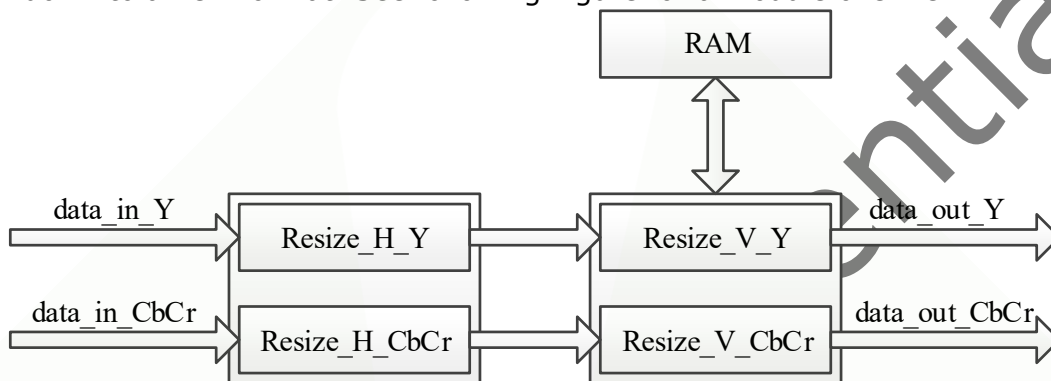 RAM
data_in_Y
Resize_H_Y
Resize_V_Y
data_out_Y
data_in_CbCr
Resize_H_CbCr
Resize_V_CbCr
data_out_CbCr